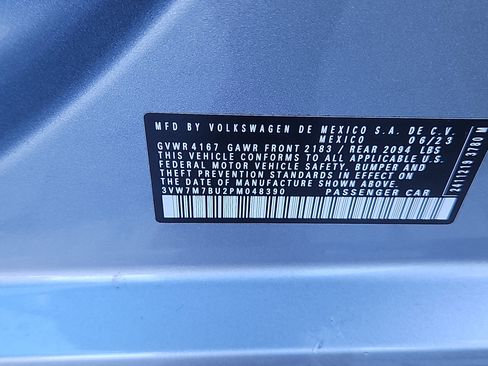 MFD BY VOLKSWAGEN DE MEXICO S.A. DE C.V.
MEXICO 06/23
GVWR 4167 GAWR FRONT 2183 / REAR 2094 LBS
THIS VEHICLE CONFORMS TO ALL APPLICABLE U.S.
FEDERAL MOTOR VEHICLE SAFETY, BUMPER AND
THEFT PREVENTION STANDARDS IN EFFECT ON
THE DATE OF MANUFACTURE SHOWN ABOVE.
3VW7M7BU2PM048390 PASSENGER CAR
2411213 3780 M